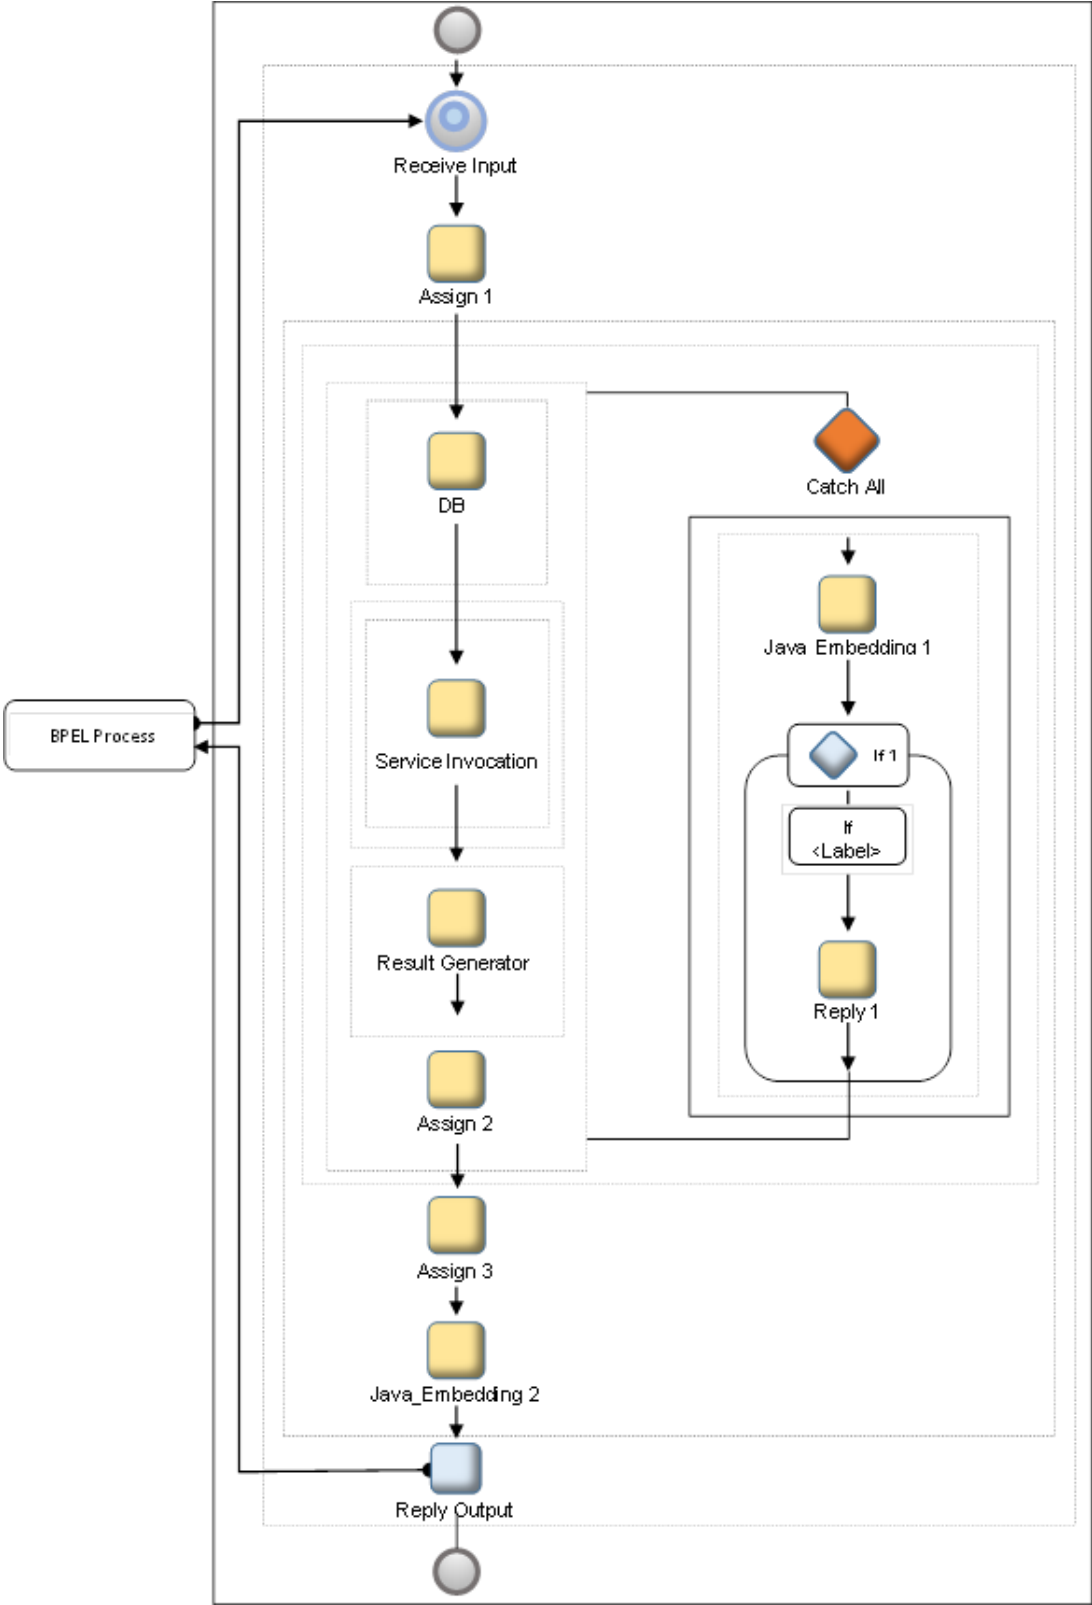 Receive Input
Assign 1
DB
Catch All
Java Embedding 1
BPEL Process
Service Invocation
If 1
If
<Label>
Result Generator
Reply 1
Assign 2
Assign 3
Java_Embedding 2
Reply Output